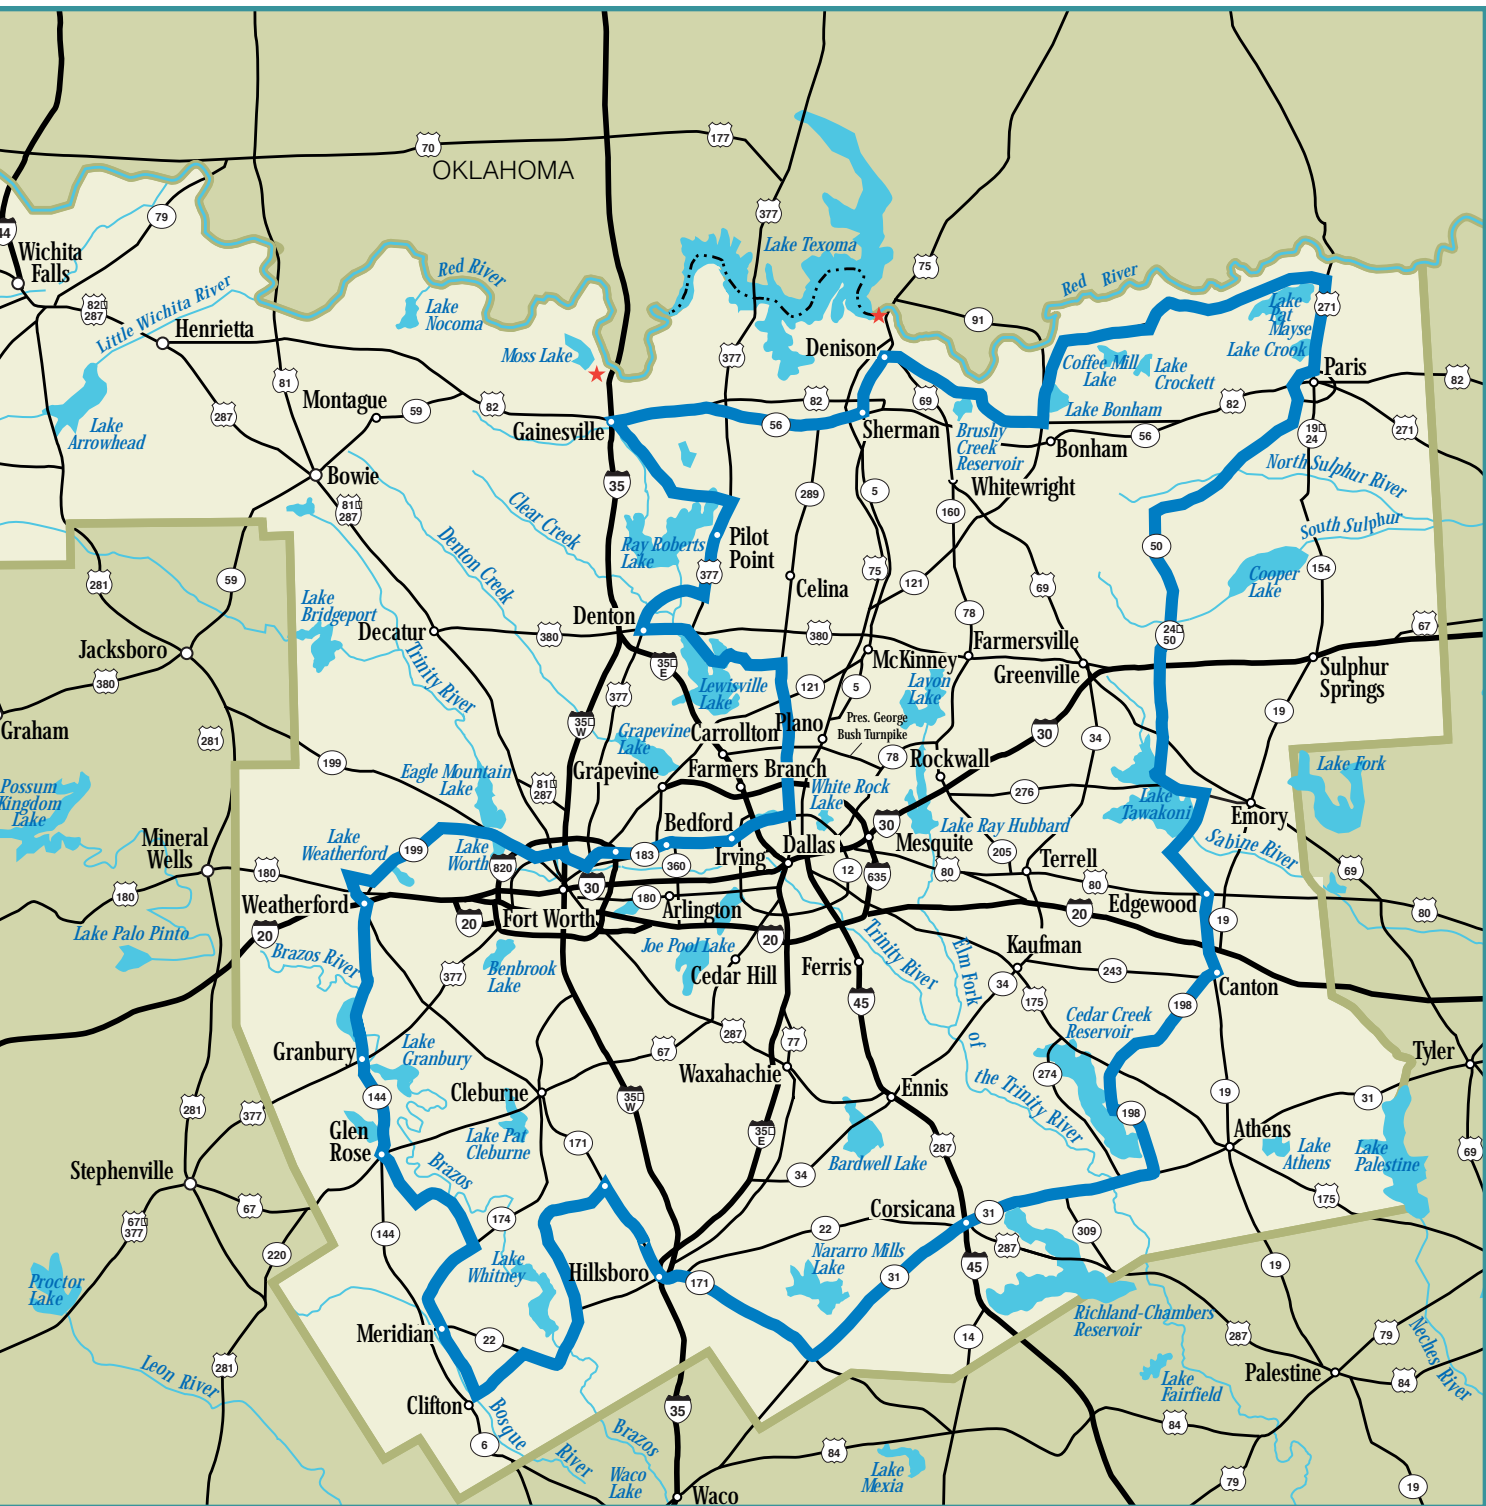 70
177
OKLAHOMA
79
377
44
Wichita
Falls
Lake Texoma
75
Red River
Red River
82
287
Little Wichita River
Lake
Nocoma
Henrietta
91
Lake
Pat
Mayse
271
Moss Lake
Denison
377
Coffee Mill
Lake
Lake
Crockett
Lake Crook
Paris
81
82
Montague
59
82
82
69
82
287
Lake
Arrowhead
Gainesville
56
Sherman
Brushy
Creek
Reservoir
Lake Bonham
Bonham
56
19
24
271
North Sulphur River
Bowie
35
81
287
Clear Creek
289
5
Whitewright
160
South Sulphur
Denton Creek
Ray Roberts
Lake
Pilot
Point
50
281
59
377
75
121
69
Cooper
Lake
154
Lake
Bridgeport
Celina
78
Decatur
Denton
380
380
24
50
67
Jacksboro
380
Trinity River
35
E
McKinney
Farmersville
Greenville
Sulphur
Springs
377
Lewisville
Lake
121
5
Lavon
Lake
Graham
281
35
W
Grapevine
Lake
Carrollton
Plano
Pres. George
Bush Turnpike
30
34
19
199
Eagle Mountain
Lake
81
287
Grapevine
Farmers Branch
78
Rockwall
Lake Fork
Possum
Kingdom
Lake
White Rock
Lake
276
Lake
Tawakoni
Emory
Mineral
Wells
Lake
Weatherford
199
Lake
Worth
Bedford
30
Lake Ray Hubbard
Sabine River
183
Irving
Dallas
Mesquite
205
Terrell
180
820
360
80
80
69
180
Weatherford
30
180
Arlington
12
635
Edgewood
19
80
20
20
Fort Worth
20
20
Lake Palo Pinto
Brazos River
Joe Pool Lake
Trinity River
Elm Fork
of
the Trinity River
Kaufman
377
Benbrook
Lake
Cedar Hill
Ferris
243
34
175
Canton
45
198
Cedar Creek
Reservoir
Granbury
Lake
Granbury
67
287
77
Tyler
Waxahachie
274
144
Cleburne
35
W
Ennis
198
19
31
281
377
Glen
Rose
Lake Pat
Cleburne
171
35
E
Bardwell Lake
287
Athens
Lake
Athens
Lake
Palestine
69
Stephenville
Brazos
34
67
175
67
377
144
174
Corsicana
31
22
309
220
Lake
Whitney
Hillsboro
Nararro Mills
Lake
287
19
Proctor
Lake
171
31
45
Richland-Chambers
Reservoir
Meridian
22
14
287
79
Neches River
Leon River
281
Palestine
84
Lake
Fairfield
Clifton
35
Bosque
River
84
6
Brazos
84
Waco
Lake
Lake
Mexia
79
19
Waco